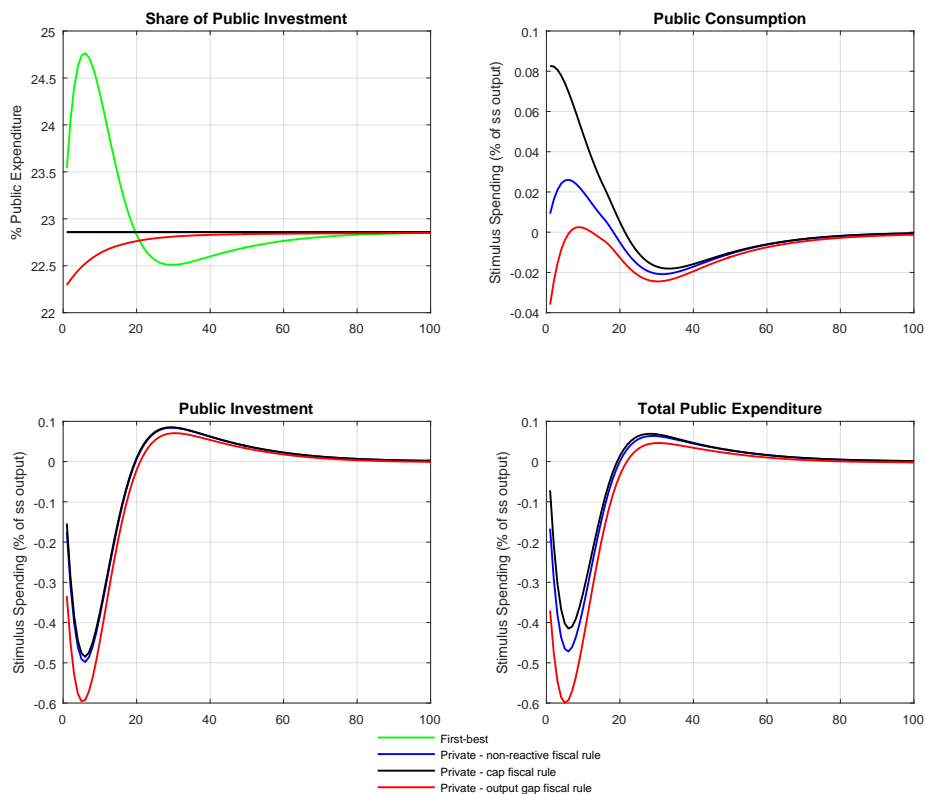 Share of Public Investment
% Public Expenditure
25
24.5
24
23.5
23
22.5
22
0 20 40 60 80 100
Public Consumption
Stimulus Spending (% of ss output)
0.1
0.08
0.06
0.04
0.02
0
-0.02
-0.04
0 20 40 60 80 100
Public Investment
Stimulus Spending (% of ss output)
0.1
0
-0.1
-0.2
-0.3
-0.4
-0.5
-0.6
0 20 40 60 80 100
Total Public Expenditure
Stimulus Spending (% of ss output)
0.1
0
-0.1
-0.2
-0.3
-0.4
-0.5
-0.6
0 20 40 60 80 100
First-best
Private - non-reactive fiscal rule
Private - cap fiscal rule
Private - output gap fiscal rule